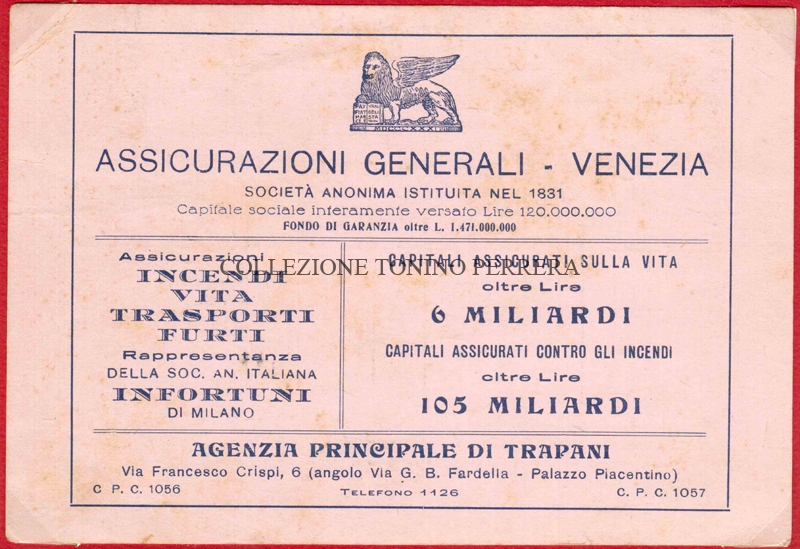 MDCCCXXXI
ASSICURAZIONI GENERALI - VENEZIA
SOCIETÀ ANONIMA ISTITUITA NEL 1831
Capitale sociale interamente versato Lire 120.000.000
FONDO DI GARANZIA oltre L. 1.471.000.000
Assicurazioni
INCENDI
VITA
TRASPORTI
FURTI
Rappresentanza
DELLA SOC. AN. ITALIANA
INFORTUNI
DI MILANO
CAPITALI ASSICURATI SULLA VITA
oltre Lire
6 MILIARDI
CAPITALI ASSICURATI CONTRO GLI INCENDI
oltre Lire
105 MILIARDI
COLLEZIONE TONINO PERRERA
AGENZIA PRINCIPALE DI TRAPANI
Via Francesco Crispi, 6 (angolo Via G. B. Fardella - Palazzo Piacentino)
C. P. C. 1056 TELEFONO 1126 C. P. C. 1057